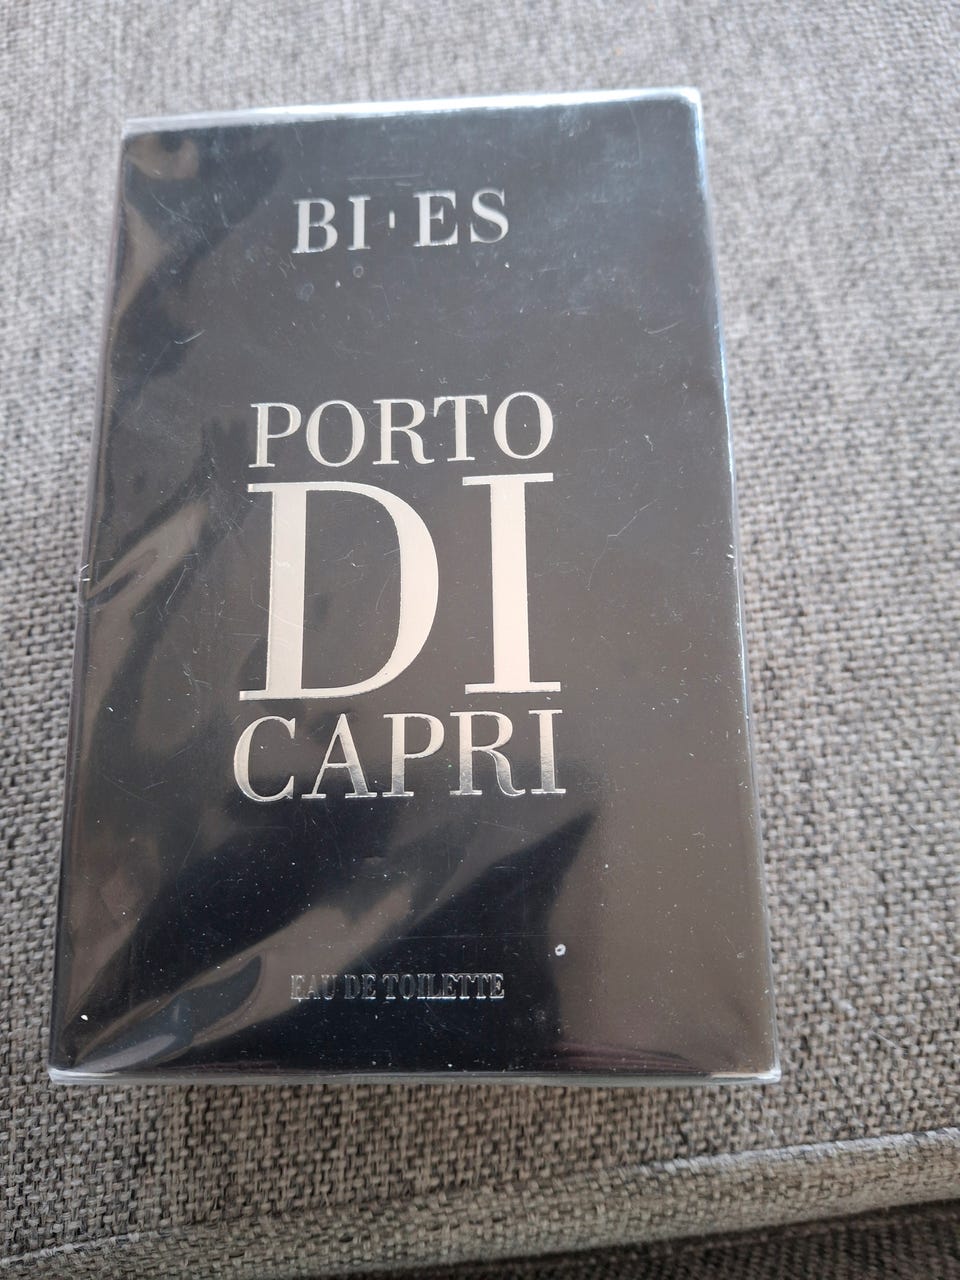 BI·ES
PORTO
DI
CAPRI
EAU DE TOILETTE